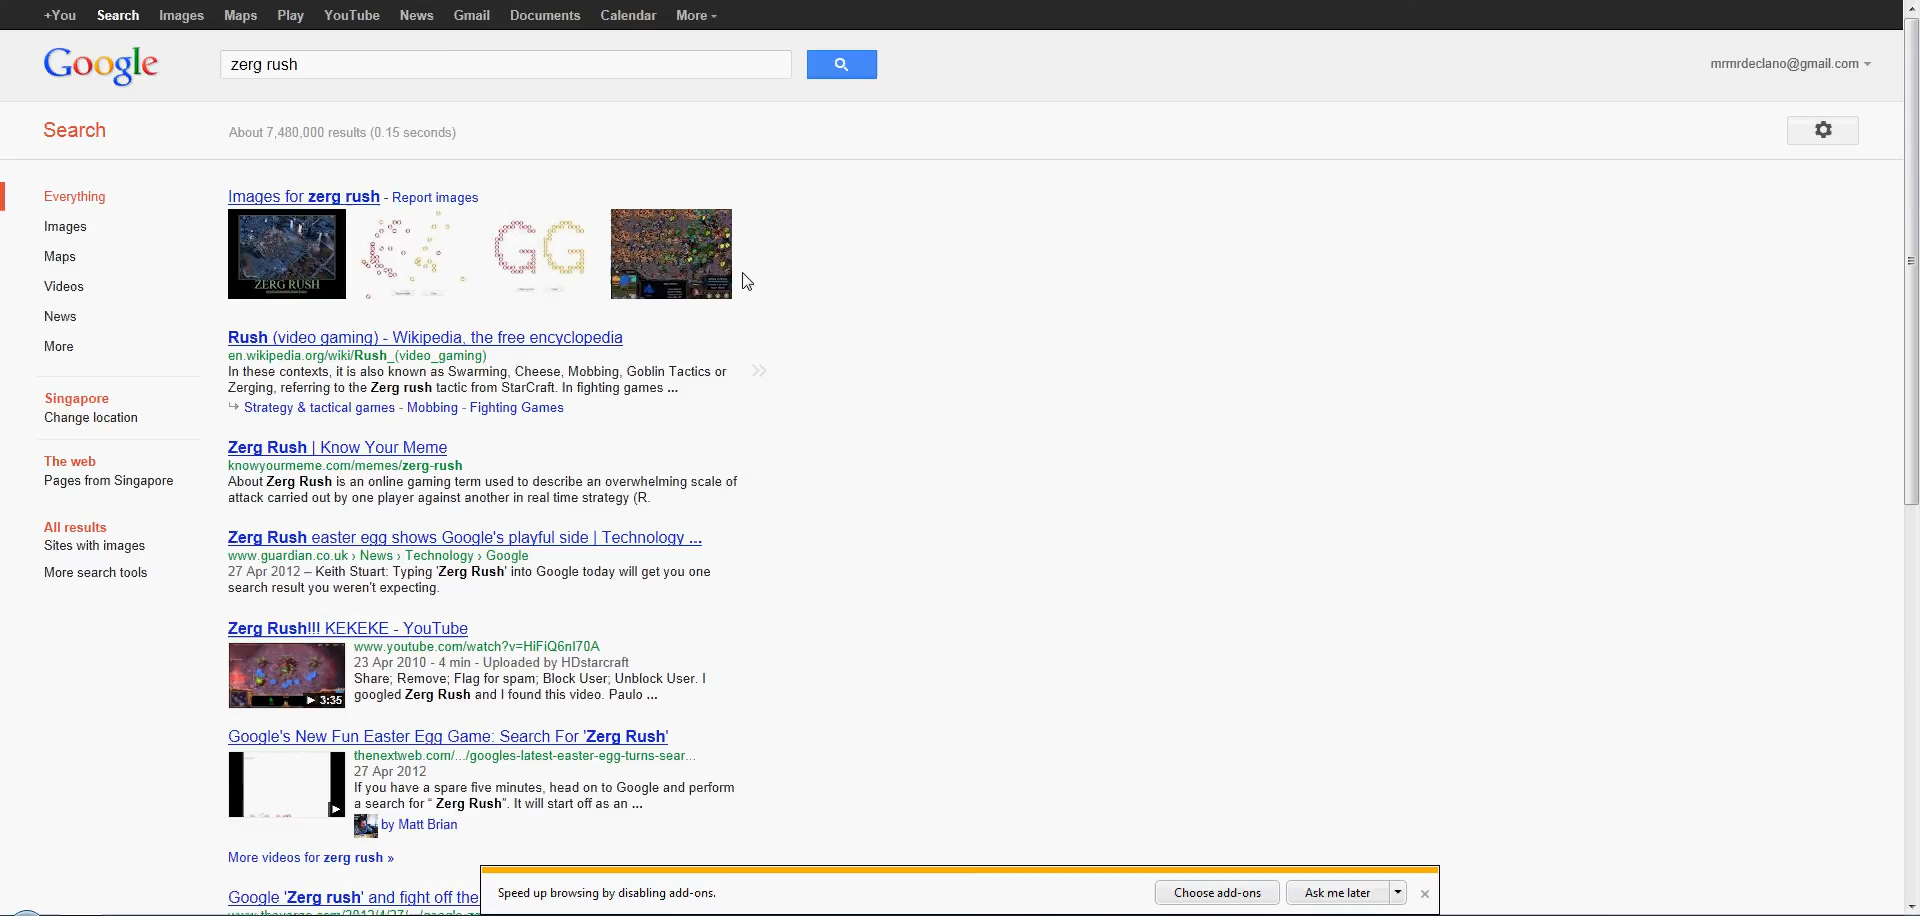 +You Search Images Maps Play YouTube News Gmail Documents Calendar More
Google
zerg rush
mrmrdeclano@gmail.com
Search
About 7,480,000 results (0.15 seconds)
Everything
Images
Maps
Videos
News
More
Singapore
Change location
The web
Pages from Singapore
All results
Sites with images
More search tools
Images for zerg rush - Report images
ZERG RUSH
Rush (video gaming) - Wikipedia, the free encyclopedia
en.wikipedia.org/wiki/Rush_(video_gaming)
In these contexts, it is also known as Swarming, Cheese, Mobbing, Goblin Tactics or
Zerging, referring to the Zerg rush tactic from StarCraft. In fighting games ...
Strategy & tactical games - Mobbing - Fighting Games
Zerg Rush | Know Your Meme
knowyourmeme.com/memes/zerg-rush
About Zerg Rush is an online gaming term used to describe an overwhelming scale of
attack carried out by one player against another in real time strategy (R.
Zerg Rush easter egg shows Google's playful side | Technology ...
www.guardian.co.uk › News › Technology › Google
27 Apr 2012 – Keith Stuart: Typing 'Zerg Rush' into Google today will get you one
search result you weren't expecting.
Zerg Rush!!! KEKEKE - YouTube
3:35
www.youtube.com/watch?v=HiFiQ6nI70A
23 Apr 2010 - 4 min - Uploaded by HDstarcraft
Share; Remove; Flag for spam; Block User; Unblock User. I
googled Zerg Rush and I found this video. Paulo ...
Google's New Fun Easter Egg Game: Search For 'Zerg Rush'
thenextweb.com/.../googles-latest-easter-egg-turns-sear...
27 Apr 2012
If you have a spare five minutes, head on to Google and perform
a search for “ Zerg Rush”. It will start off as an ...
by Matt Brian
More videos for zerg rush »
Google 'Zerg rush' and fight off the
Speed up browsing by disabling add-ons.
Choose add-ons
Ask me later